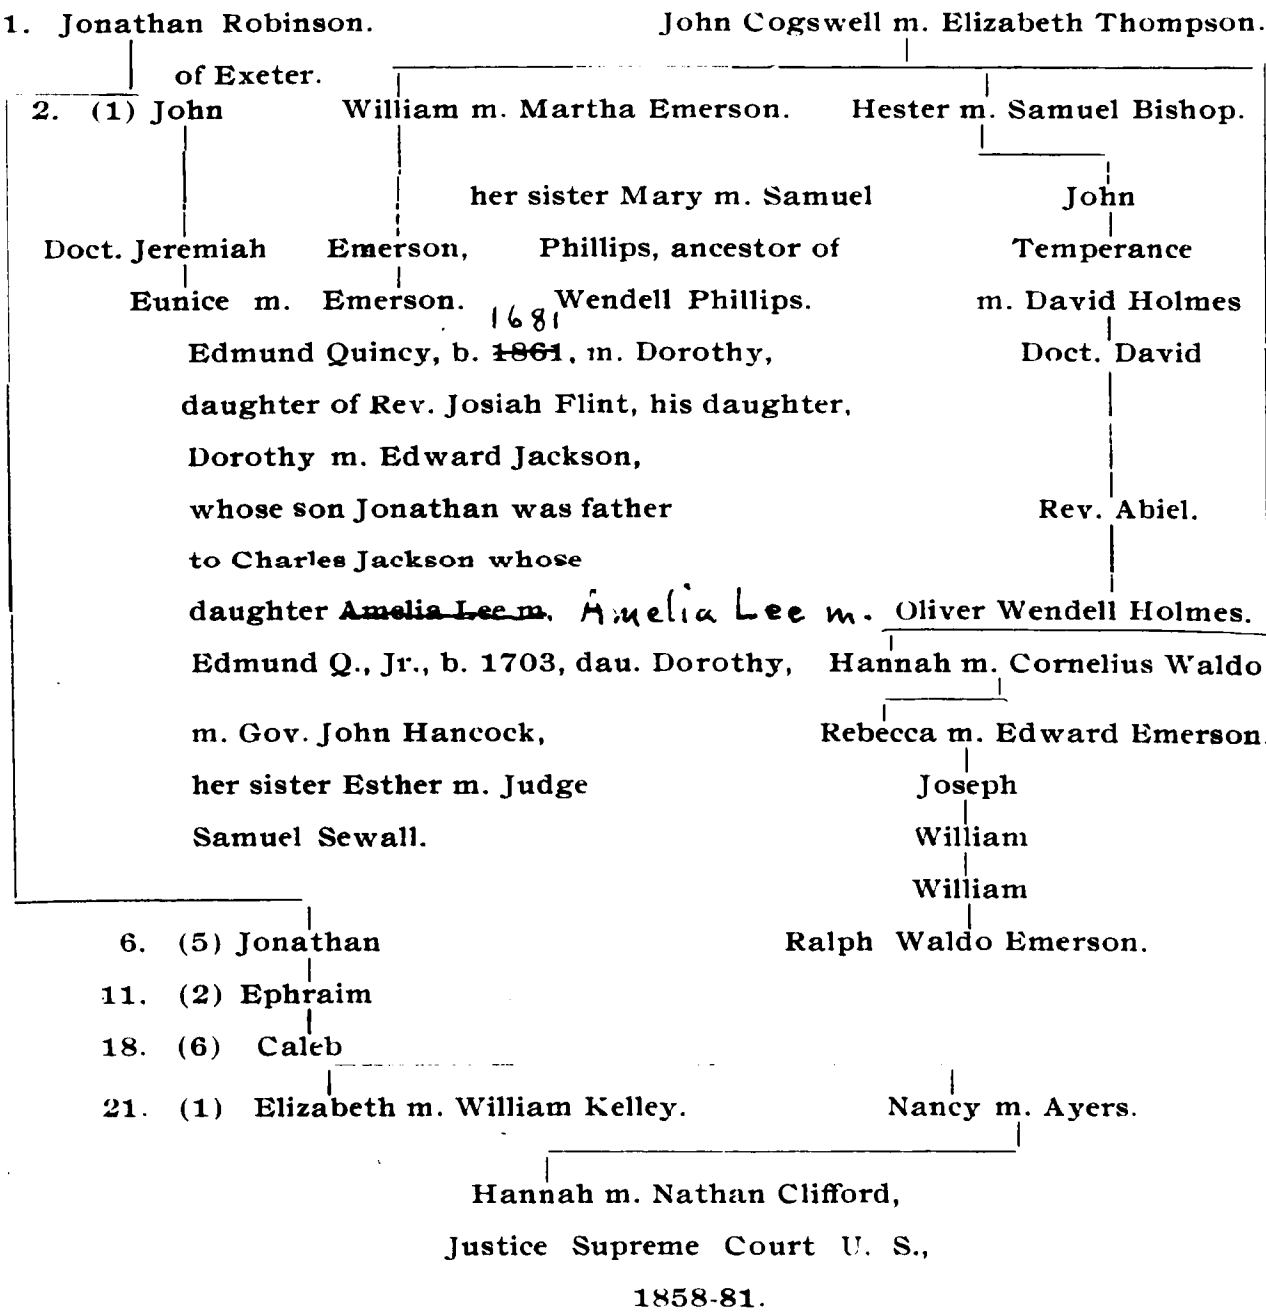 1. Jonathan Robinson. John Cogswell m. Elizabeth Thompson.
of Exeter.
2. (1) John William m. Martha Emerson. Hester m. Samuel Bishop.
her sister Mary m. Samuel John
Doct. Jeremiah Emerson, Phillips, ancestor of Temperance
Eunice m. Emerson. Wendell Phillips. m. David Holmes
1681
Edmund Quincy, b. 1861, m. Dorothy, Doct. David
daughter of Rev. Josiah Flint, his daughter,
Dorothy m. Edward Jackson,
whose son Jonathan was father Rev. Abiel.
to Charles Jackson whose
daughter Amelia Lee m. Amelia Lee m. Oliver Wendell Holmes.
Edmund Q., Jr., b. 1703, dau. Dorothy, Hannah m. Cornelius Waldo
m. Gov. John Hancock, Rebecca m. Edward Emerson.
her sister Esther m. Judge Joseph
Samuel Sewall. William
William
6. (5) Jonathan Ralph Waldo Emerson.
11. (2) Ephraim
18. (6) Caleb
21. (1) Elizabeth m. William Kelley. Nancy m. Ayers.
Hannah m. Nathan Clifford,
Justice Supreme Court U. S.,
1858-81.